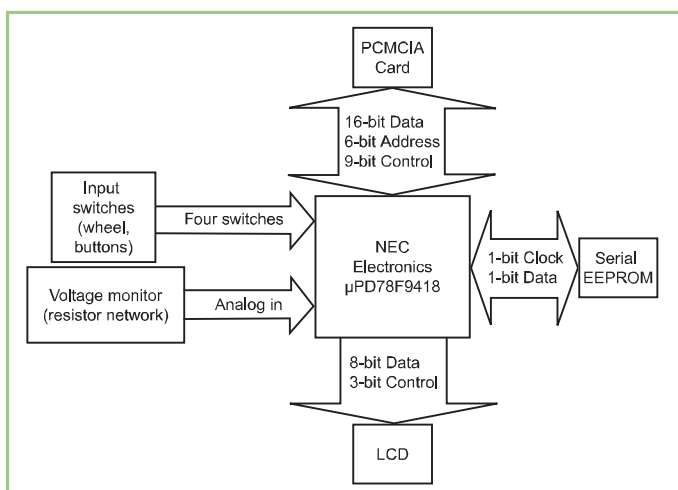 PCMCIA
Card
16-bit Data
6-bit Address
9-bit Control
Input
switches
(wheel,
buttons)
Four switches
NEC
Electronics
µPD78F9418
1-bit Clock
1-bit Data
Serial
EEPROM
Voltage monitor
(resistor network)
Analog in
8-bit Data
3-bit Control
LCD